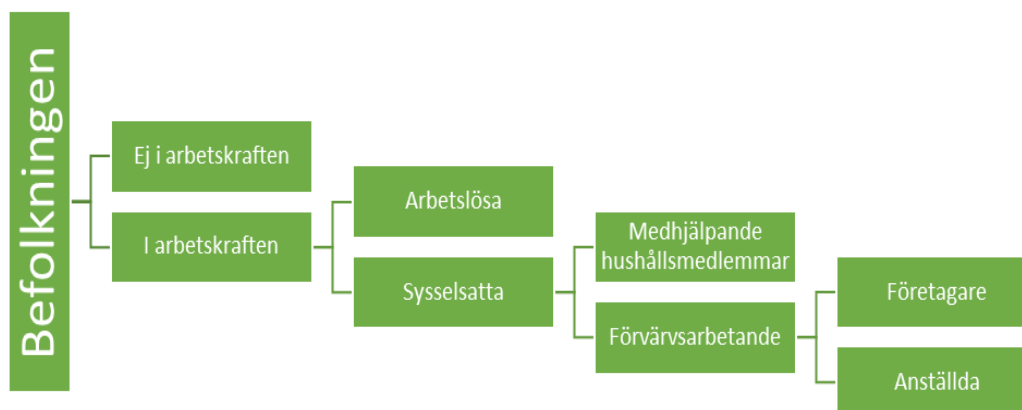 Befolkningen
Ej i arbetskraften
I arbetskraften
Arbetslösa
Sysselsatta
Medhjälpande
hushållsmedlemmar
Förvärvsarbetande
Företagare
Anställda